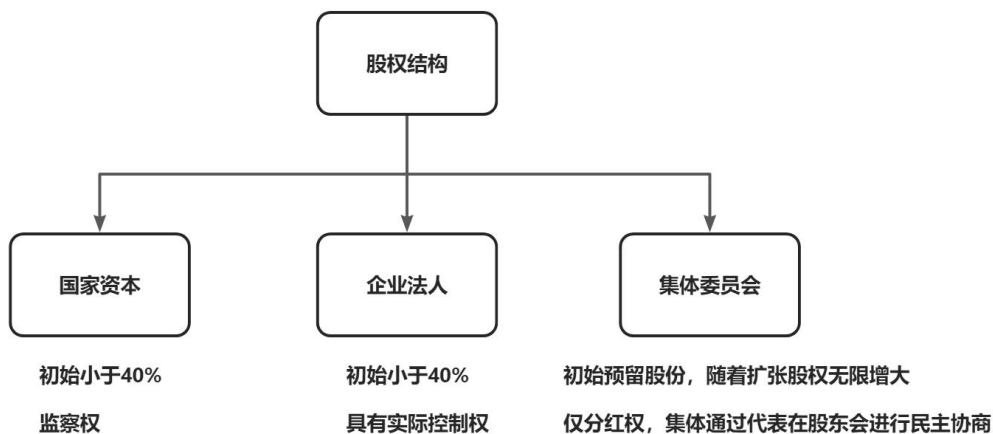 股权结构
国家资本
企业法人
集体委员会
初始小于40%
初始小于40%
初始预留股份，随着扩张股权无限增大
监察权
具有实际控制权
仅分红权，集体通过代表在股东会进行民主协商